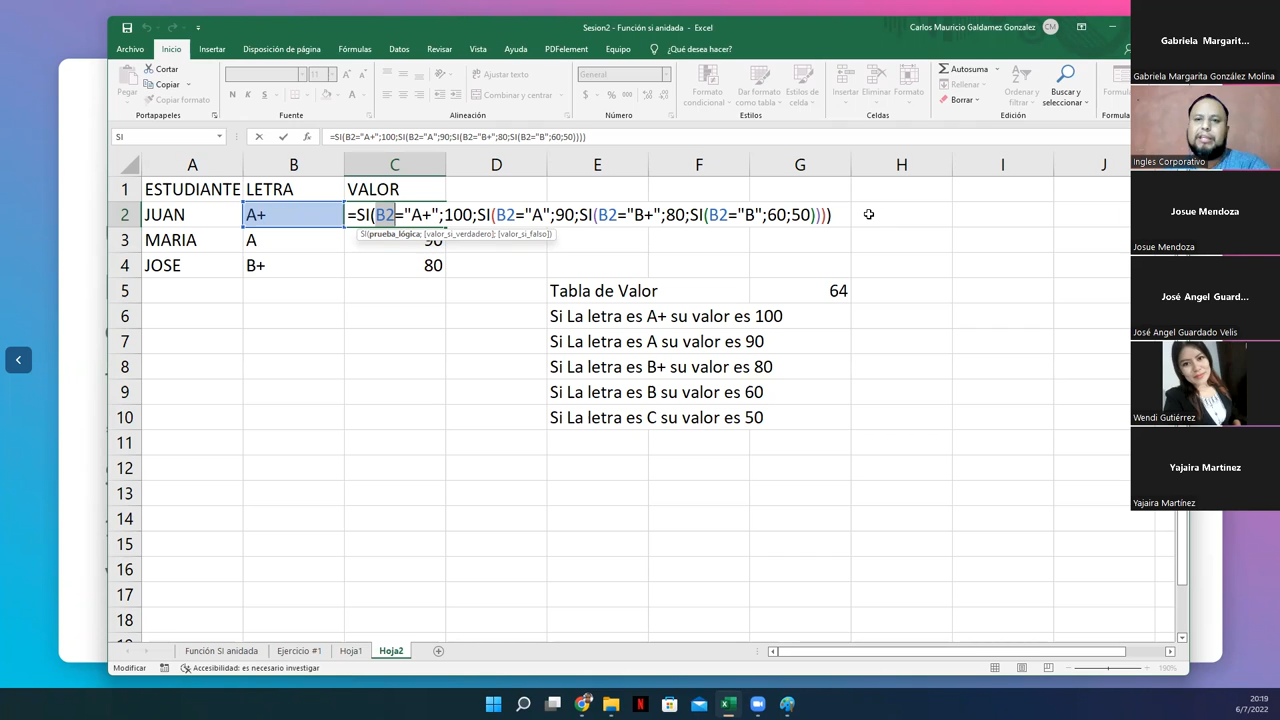 Sesion2 - Función si anidada - Excel
Carlos Mauricio Galdamez Gonzalez
CM
Archivo Inicio Insertar Disposición de página Fórmulas Datos Revisar Vista Ayuda PDFelement Equipo ¿Qué desea hacer?
Pegar
Cortar
Copiar
Copiar formato
Portapapeles
11
N
Fuente
Ajustar texto
Combinar y centrar
Alineación
General
$ % 000
Número
Formato condicional
Dar formato como tabla
Estilos de celda
Estilos
Insertar Eliminar Formato
Celdas
Autosuma
Rellenar
Borrar
Ordenar y filtrar
Buscar y seleccionar
Edición
SI
fx
=SI(B2="A+";100;SI(B2="A";90;SI(B2="B+";80;SI(B2="B";60;50))))
A B C D E F G H I J
1 ESTUDIANTE LETRA VALOR
2 JUAN A+ =SI(B2="A+";100;SI(B2="A";90;SI(B2="B+";80;SI(B2="B";60;50))))
SI(prueba_lógica; [valor_si_verdadero]; [valor_si_falso])
3 MARIA A 90
4 JOSE B+ 80
5 Tabla de Valor 64
6 Si La letra es A+ su valor es 100
7 Si La letra es A su valor es 90
8 Si La letra es B+ su valor es 80
9 Si La letra es B su valor es 60
10 Si La letra es C su valor es 50
11
12
13
14
15
16
17
18
Función SI anidada Ejercicio #1 Hoja1 Hoja2
Modificar Accesibilidad: es necesario investigar
190%
Gabriela Margarit...
Gabriela Margarita González Molina
Ingles Corporativo
Josue Mendoza
Josue Mendoza
José Angel Guard...
José Angel Guardado Velis
Wendi Gutiérrez
Yajaira Martínez
Yajaira Martínez
20:19
6/7/2022